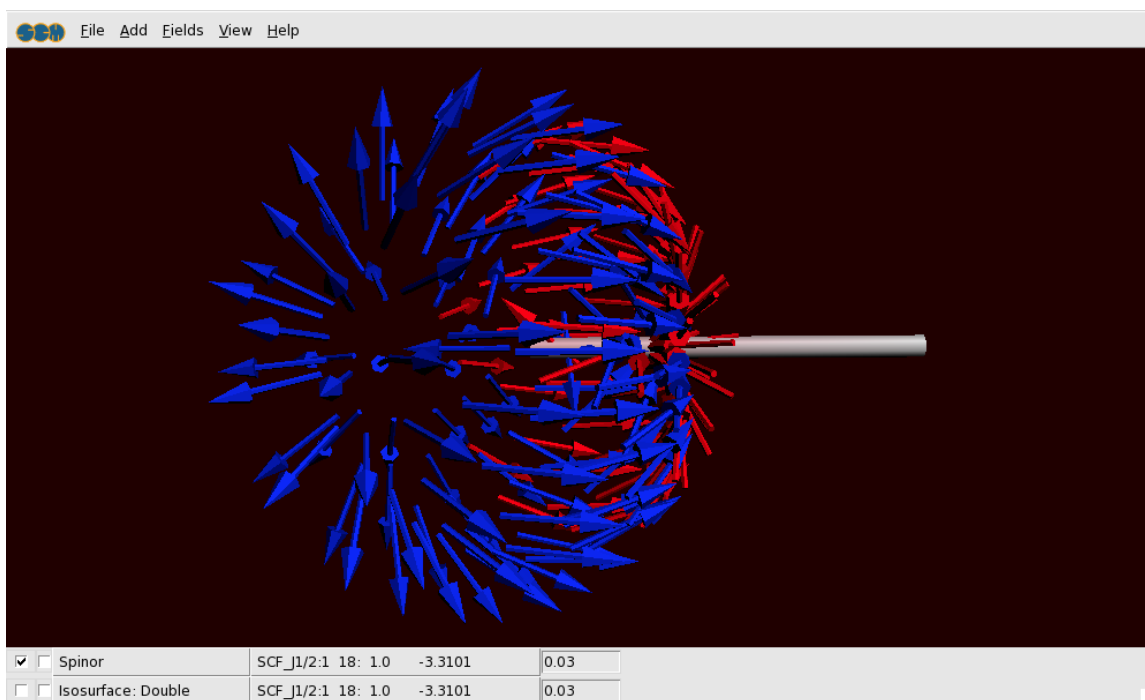 SCM File Add Fields View Help
Spinor SCF_J1/2:1 18: 1.0 -3.3101 0.03
Isosurface: Double SCF_J1/2:1 18: 1.0 -3.3101 0.03